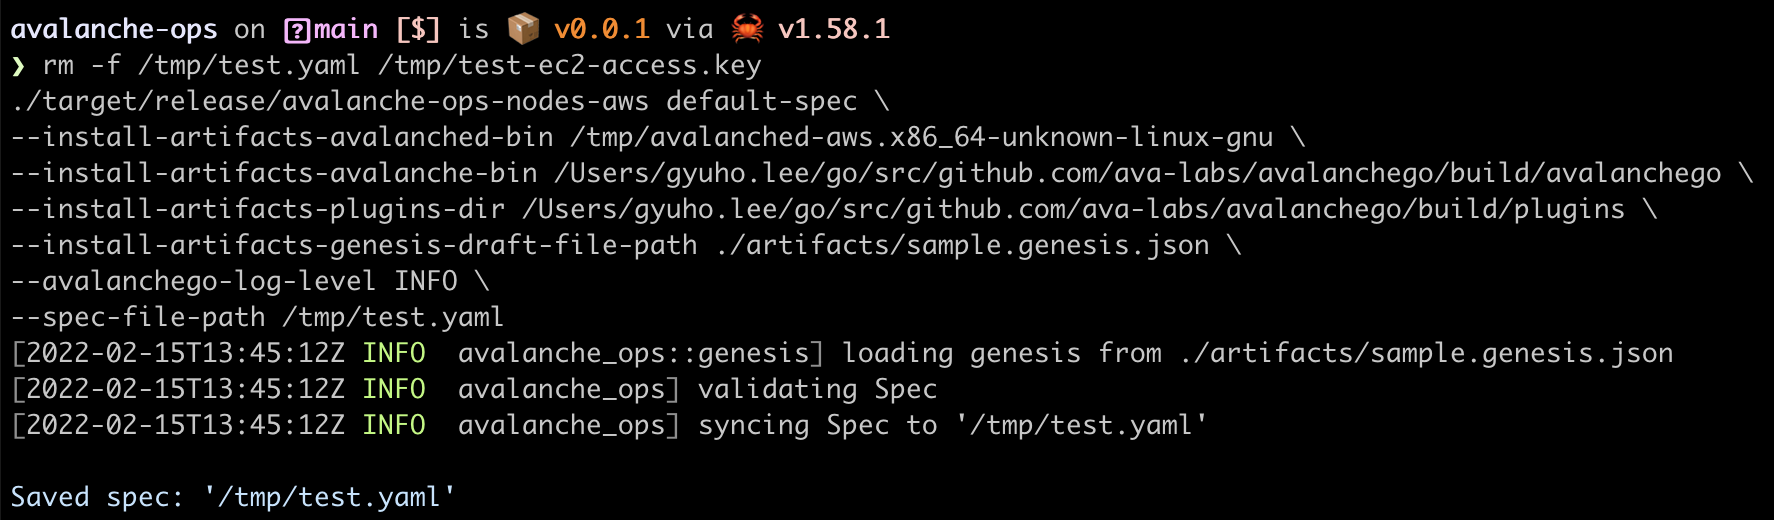 avalanche-ops on ⍰main [$] is 📦 v0.0.1 via 🦀 v1.58.1
❯ rm -f /tmp/test.yaml /tmp/test-ec2-access.key
./target/release/avalanche-ops-nodes-aws default-spec \
--install-artifacts-avalanched-bin /tmp/avalanched-aws.x86_64-unknown-linux-gnu \
--install-artifacts-avalanche-bin /Users/gyuho.lee/go/src/github.com/ava-labs/avalanchego/build/avalanchego \
--install-artifacts-plugins-dir /Users/gyuho.lee/go/src/github.com/ava-labs/avalanchego/build/plugins \
--install-artifacts-genesis-draft-file-path ./artifacts/sample.genesis.json \
--avalanchego-log-level INFO \
--spec-file-path /tmp/test.yaml
[2022-02-15T13:45:12Z INFO  avalanche_ops::genesis] loading genesis from ./artifacts/sample.genesis.json
[2022-02-15T13:45:12Z INFO  avalanche_ops] validating Spec
[2022-02-15T13:45:12Z INFO  avalanche_ops] syncing Spec to '/tmp/test.yaml'
Saved spec: '/tmp/test.yaml'